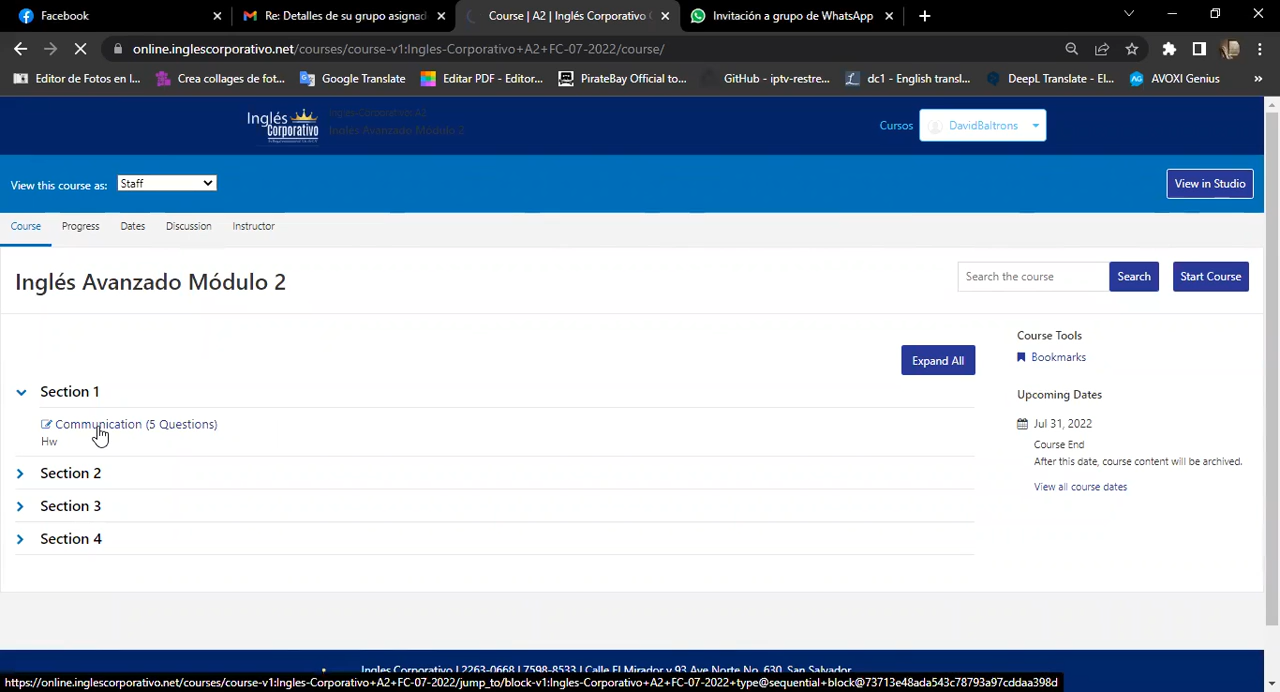 Facebook
Re: Detalles de su grupo asignad
Course | A2 | Inglés Corporativo
Invitación a grupo de WhatsApp
online.inglescorporativo.net/courses/course-v1:Ingles-Corporativo+A2+FC-07-2022/course/
Editor de Fotos en l...
Crea collages de fot...
Google Translate
Editar PDF - Editor...
PirateBay Official to...
GitHub - iptv-restre...
dc1 - English transl...
DeepL Translate - El...
AVOXI Genius
Inglés Corporativo
Ingles-Corporativo: A2
Inglés Avanzado Módulo 2
Cursos
DavidBaltrons
View this course as:
Staff
View in Studio
Course
Progress
Dates
Discussion
Instructor
Inglés Avanzado Módulo 2
Search the course
Search
Start Course
Expand All
Course Tools
Bookmarks
Upcoming Dates
Jul 31, 2022
Course End
After this date, course content will be archived.
View all course dates
Section 1
Communication (5 Questions)
Hw
Section 2
Section 3
Section 4
Ingles Corporativo | 2263-0668 | 7598-8533 | Calle El Mirador y 93 Ave Norte No. 630, San Salvador
https://online.inglescorporativo.net/courses/course-v1:Ingles-Corporativo+A2+FC-07-2022/jump_to/block-v1:Ingles-Corporativo+A2+FC-07-2022+type@sequential+block@73713e48ada543c78793a97cddaa398d